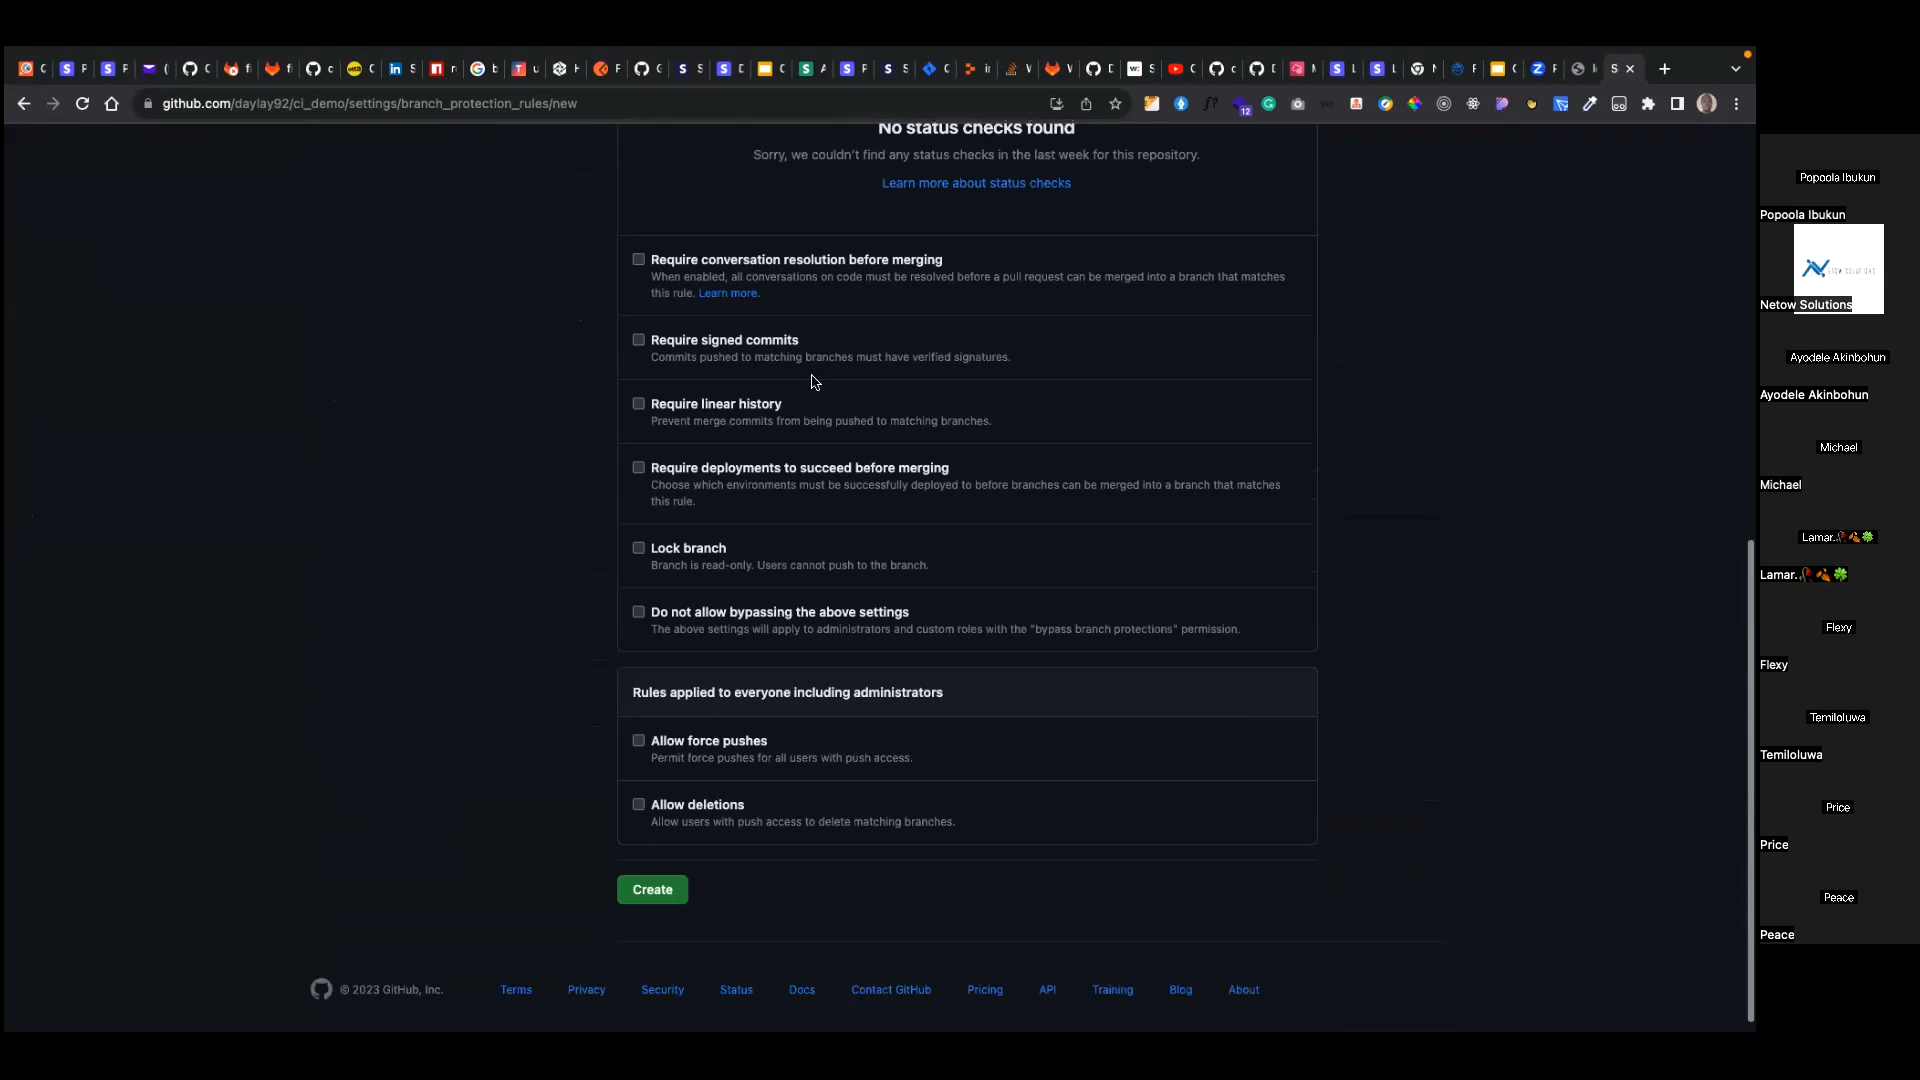 github.com/daylay92/ci_demo/settings/branch_protection_rules/new
12
No status checks found
Sorry, we couldn't find any status checks in the last week for this repository.
Learn more about status checks
Require conversation resolution before merging
When enabled, all conversations on code must be resolved before a pull request can be merged into a branch that matches
this rule. Learn more.
Require signed commits
Commits pushed to matching branches must have verified signatures.
Require linear history
Prevent merge commits from being pushed to matching branches.
Require deployments to succeed before merging
Choose which environments must be successfully deployed to before branches can be merged into a branch that matches
this rule.
Lock branch
Branch is read-only. Users cannot push to the branch.
Do not allow bypassing the above settings
The above settings will apply to administrators and custom roles with the "bypass branch protections" permission.
Rules applied to everyone including administrators
Allow force pushes
Permit force pushes for all users with push access.
Allow deletions
Allow users with push access to delete matching branches.
Create
© 2023 GitHub, Inc.
Terms
Privacy
Security
Status
Docs
Contact GitHub
Pricing
API
Training
Blog
About
Popoola Ibukun
Popoola Ibukun
Netow Solutions
Ayodele Akinbohun
Ayodele Akinbohun
Michael
Michael
Lamar..🥀🍂🍀
Lamar..🥀🍂🍀
Flexy
Flexy
Temiloluwa
Temiloluwa
Price
Price
Peace
Peace